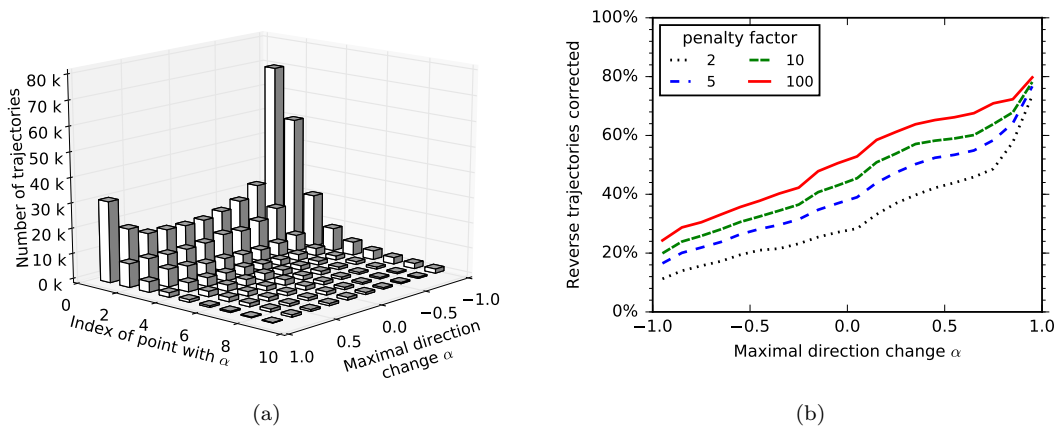 80 k
70 k
60 k
50 k
40 k
30 k
20 k
10 k
0 k
Number of trajectories
0
2
4
6
8
10
Index of point with α
1.0
0.5
0.0
−0.5
−1.0
Maximal direction
change α
(a)
100%
80%
60%
40%
20%
0%
Reverse trajectories corrected
penalty factor
2
10
5
100
−1.0
−0.5
0.0
0.5
1.0
Maximal direction change α
(b)